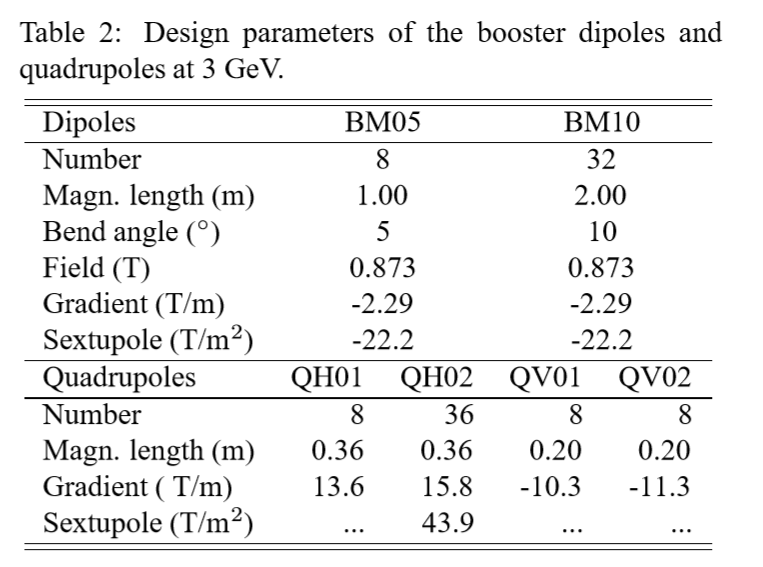 Table 2: Design parameters of the booster dipoles and
quadrupoles at 3 GeV.
Dipoles BM05 BM10
Number 8 32
Magn. length (m) 1.00 2.00
Bend angle (°) 5 10
Field (T) 0.873 0.873
Gradient (T/m) -2.29 -2.29
Sextupole (T/m²) -22.2 -22.2
Quadrupoles QH01 QH02 QV01 QV02
Number 8 36 8 8
Magn. length (m) 0.36 0.36 0.20 0.20
Gradient ( T/m) 13.6 15.8 -10.3 -11.3
Sextupole (T/m²) ... 43.9 ... ...